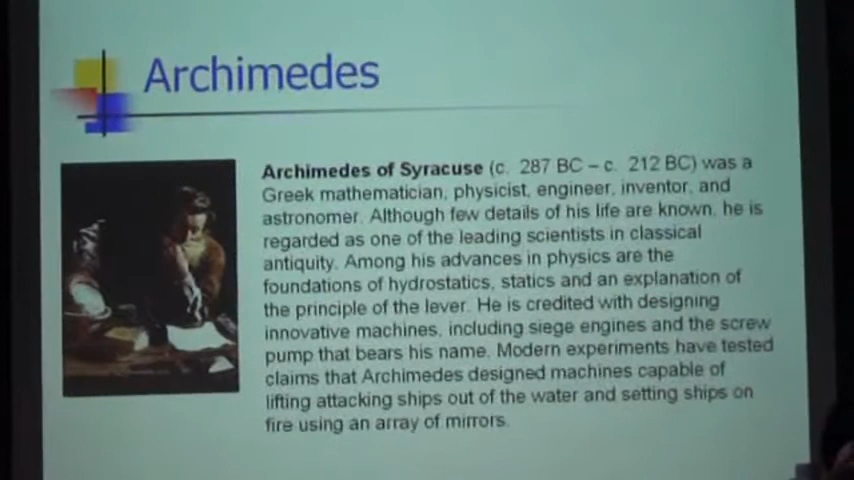 Archimedes
Archimedes of Syracuse (c. 287 BC – c. 212 BC) was a
Greek mathematician, physicist, engineer, inventor, and
astronomer. Although few details of his life are known, he is
regarded as one of the leading scientists in classical
antiquity. Among his advances in physics are the
foundations of hydrostatics, statics and an explanation of
the principle of the lever. He is credited with designing
innovative machines, including siege engines and the screw
pump that bears his name. Modern experiments have tested
claims that Archimedes designed machines capable of
lifting attacking ships out of the water and setting ships on
fire using an array of mirrors.